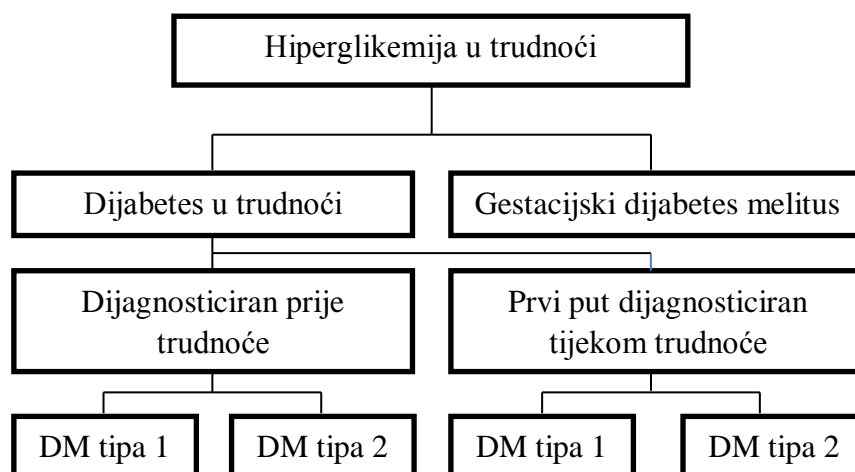 Hiperglikemija u trudnoći
Dijabetes u trudnoći
Gestacijski dijabetes melitus
Dijagnosticiran prije
trudnoće
Prvi put dijagnosticiran
tijekom trudnoće
DM tipa 1
DM tipa 2
DM tipa 1
DM tipa 2